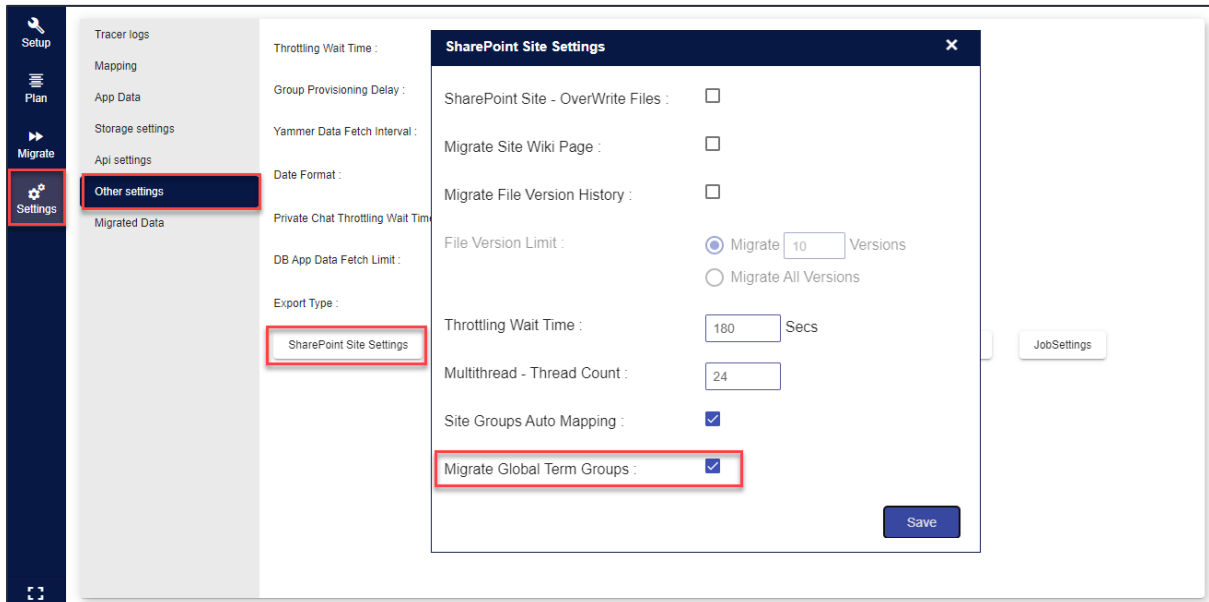 Setup
Plan
Migrate
Settings
Tracer logs
Mapping
App Data
Storage settings
Api settings
Other settings
Migrated Data
Throttling Wait Time :
Group Provisioning Delay :
Yammer Data Fetch Interval :
Date Format :
Private Chat Throttling Wait Time
DB App Data Fetch Limit :
Export Type :
SharePoint Site Settings
JobSettings
SharePoint Site Settings
SharePoint Site - OverWrite Files :
Migrate Site Wiki Page :
Migrate File Version History :
File Version Limit : Migrate 10 Versions
Migrate All Versions
Throttling Wait Time : 180 Secs
Multithread - Thread Count : 24
Site Groups Auto Mapping :
Migrate Global Term Groups :
Save